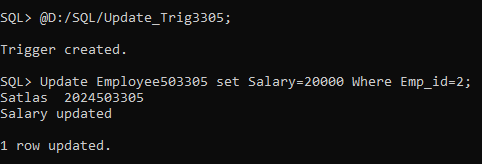 SQL> @D:/SQL/Update_Trig3305;
Trigger created.
SQL> Update Employee503305 set Salary=20000 Where Emp_id=2;
Satlas  2024503305
Salary updated
1 row updated.